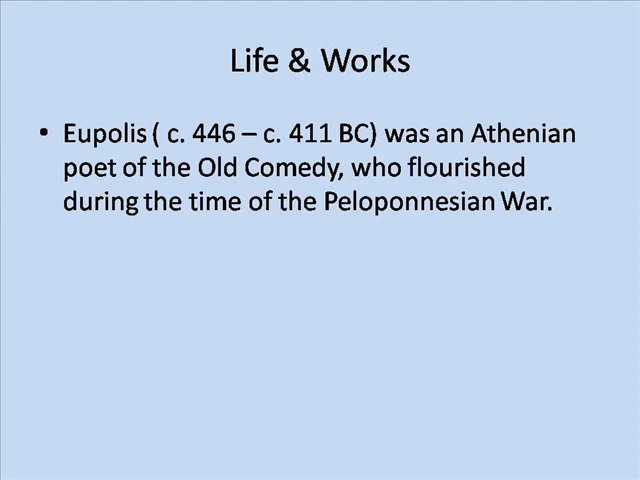 Life & Works
• Eupolis ( c. 446 – c. 411 BC) was an Athenian
poet of the Old Comedy, who flourished
during the time of the Peloponnesian War.